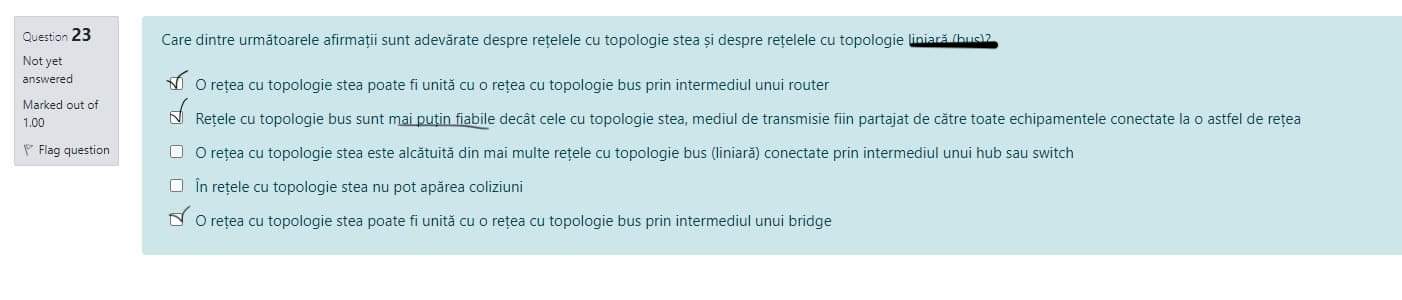 Question 23
Not yet
answered
Marked out of
1.00
Flag question
Care dintre următoarele afirmații sunt adevărate despre rețelele cu topologie stea și despre rețelele cu topologie liniară (bus)?
O rețea cu topologie stea poate fi unită cu o rețea cu topologie bus prin intermediul unui router
Rețele cu topologie bus sunt mai puțin fiabile decât cele cu topologie stea, mediul de transmisie fiin partajat de către toate echipamentele conectate la o astfel de rețea
O rețea cu topologie stea este alcătuită din mai multe rețele cu topologie bus (liniară) conectate prin intermediul unui hub sau switch
În rețele cu topologie stea nu pot apărea coliziuni
O rețea cu topologie stea poate fi unită cu o rețea cu topologie bus prin intermediul unui bridge